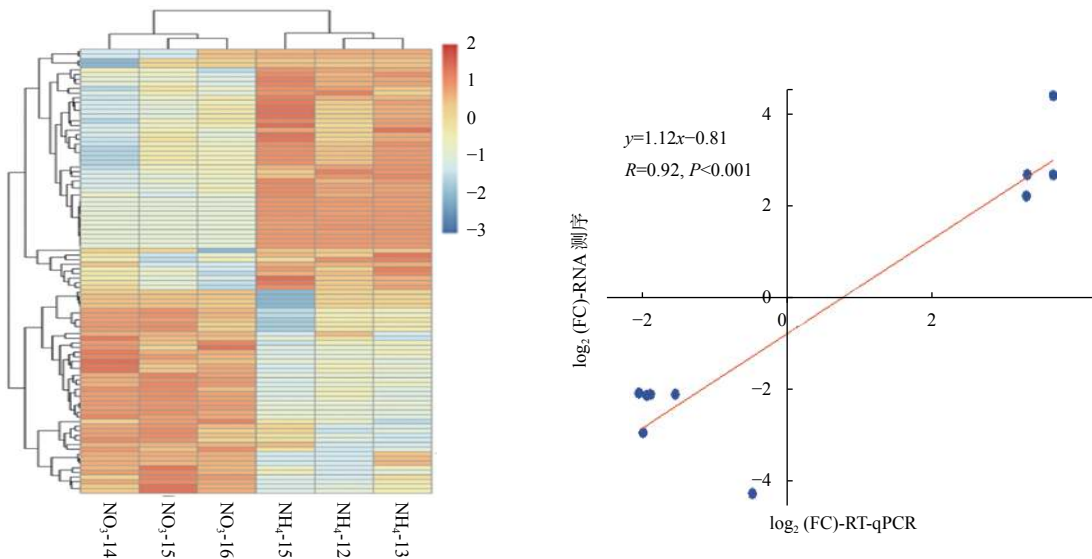 2
1
0
−1
−2
−3
NO₃-14
NO₃-15
NO₃-16
NH₄-15
NH₄-12
NH₄-13
y=1.12x−0.81
R=0.92, P<0.001
4
2
0
−2
−4
−2
0
2
log₂ (FC)-RNA 测序
log₂ (FC)-RT-qPCR